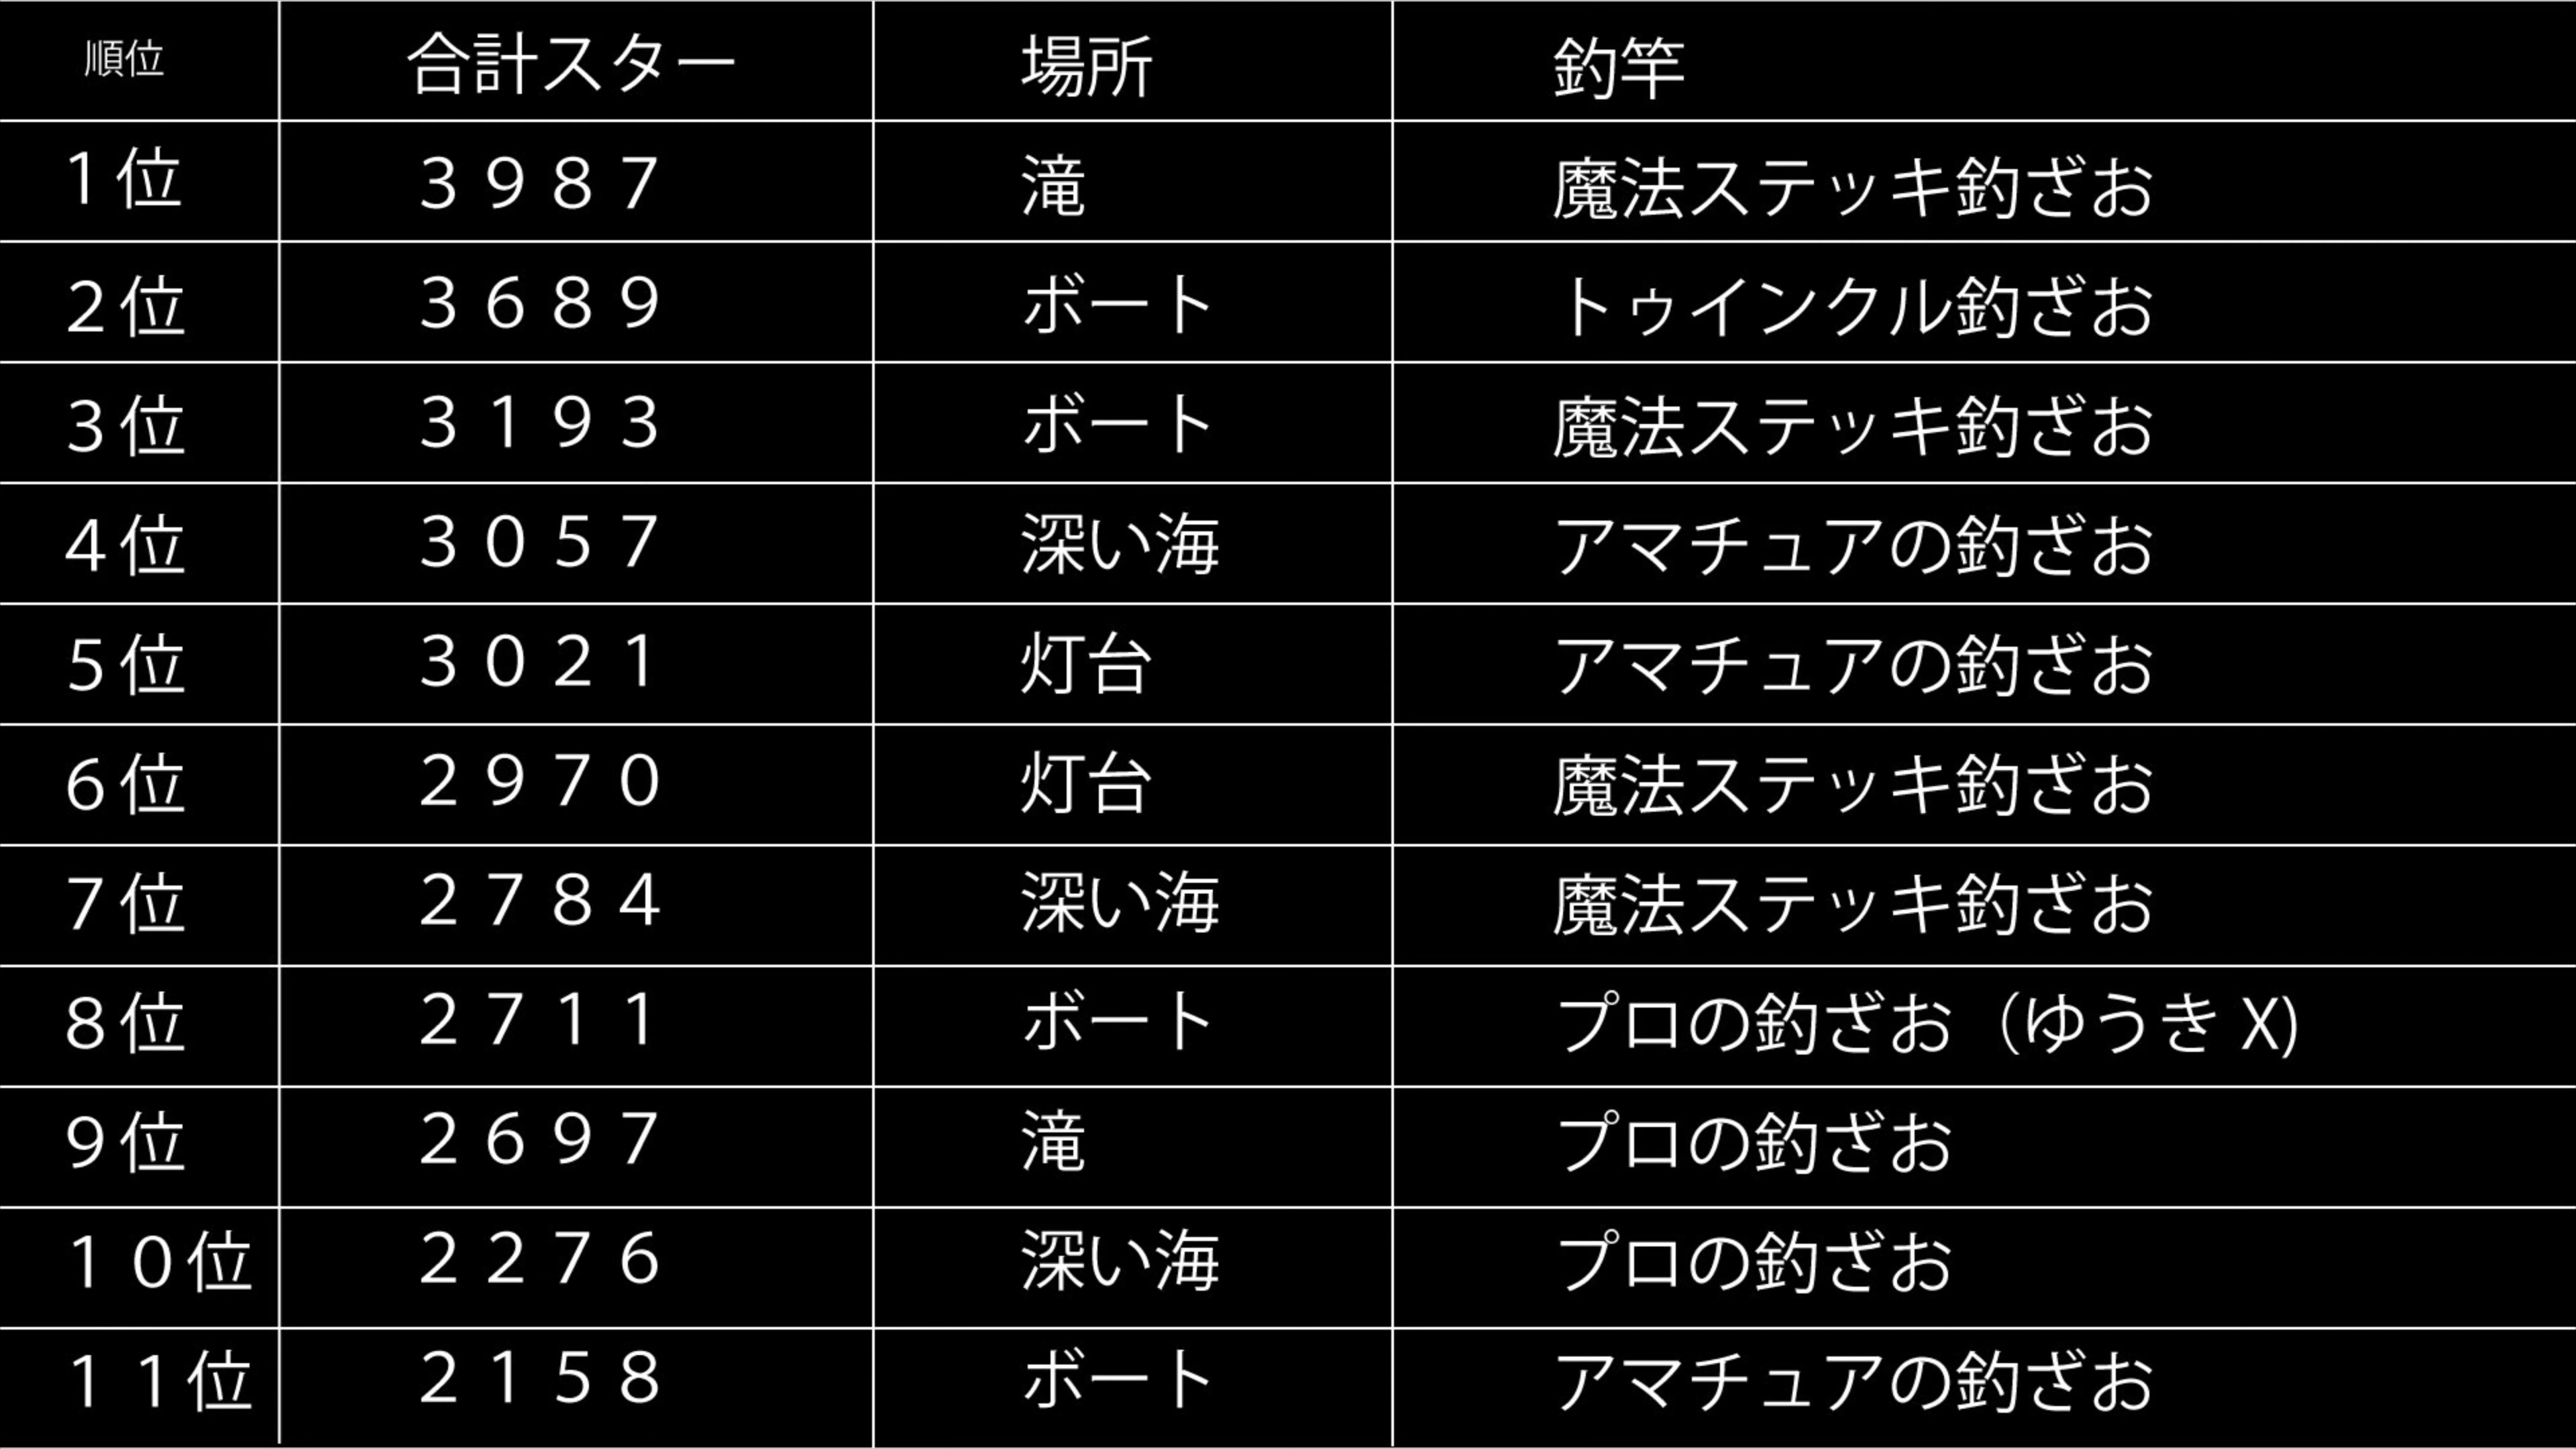 順位 合計スター 場所 釣竿
１位 ３９８７ 滝 魔法ステッキ釣ざお
２位 ３６８９ ボート トゥインクル釣ざお
３位 ３１９３ ボート 魔法ステッキ釣ざお
４位 ３０５７ 深い海 アマチュアの釣ざお
５位 ３０２１ 灯台 アマチュアの釣ざお
６位 ２９７０ 灯台 魔法ステッキ釣ざお
７位 ２７８４ 深い海 魔法ステッキ釣ざお
８位 ２７１１ ボート プロの釣ざお（ゆうき X)
９位 ２６９７ 滝 プロの釣ざお
１０位 ２２７６ 深い海 プロの釣ざお
１１位 ２１５８ ボート アマチュアの釣ざお